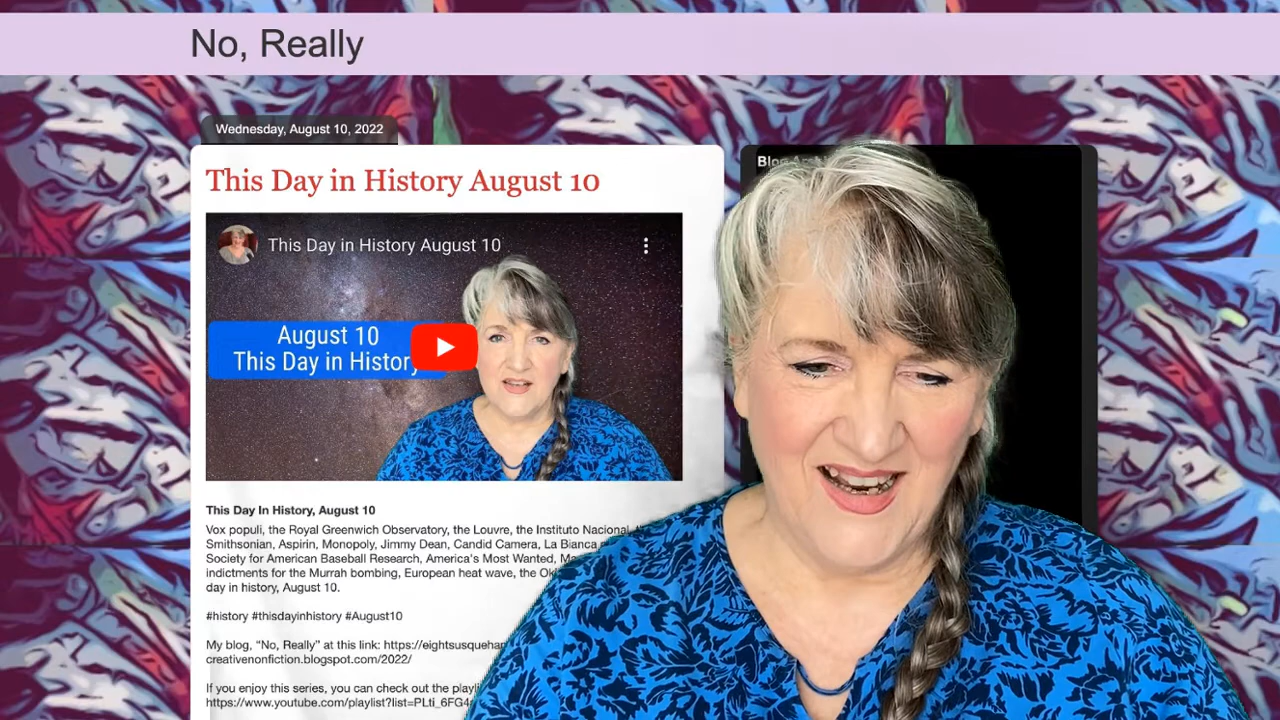 No, Really
Wednesday, August 10, 2022
This Day in History August 10
This Day in History August 10
August 10
This Day in History
This Day In History, August 10
Vox populi, the Royal Greenwich Observatory, the Louvre, the Instituto Nacional
Smithsonian, Aspirin, Monopoly, Jimmy Dean, Candid Camera, La Bianca
Society for American Baseball Research, America's Most Wanted,
indictments for the Murrah bombing, European heat wave, the
day in history, August 10.
#history #thisdayinhistory #August10
My blog, “No, Really” at this link: https://eightsusquehan
creativenonfiction.blogspot.com/2022/
If you enjoy this series, you can check out the
https://www.youtube.com/playlist?list=PLti_6FG4
Blog